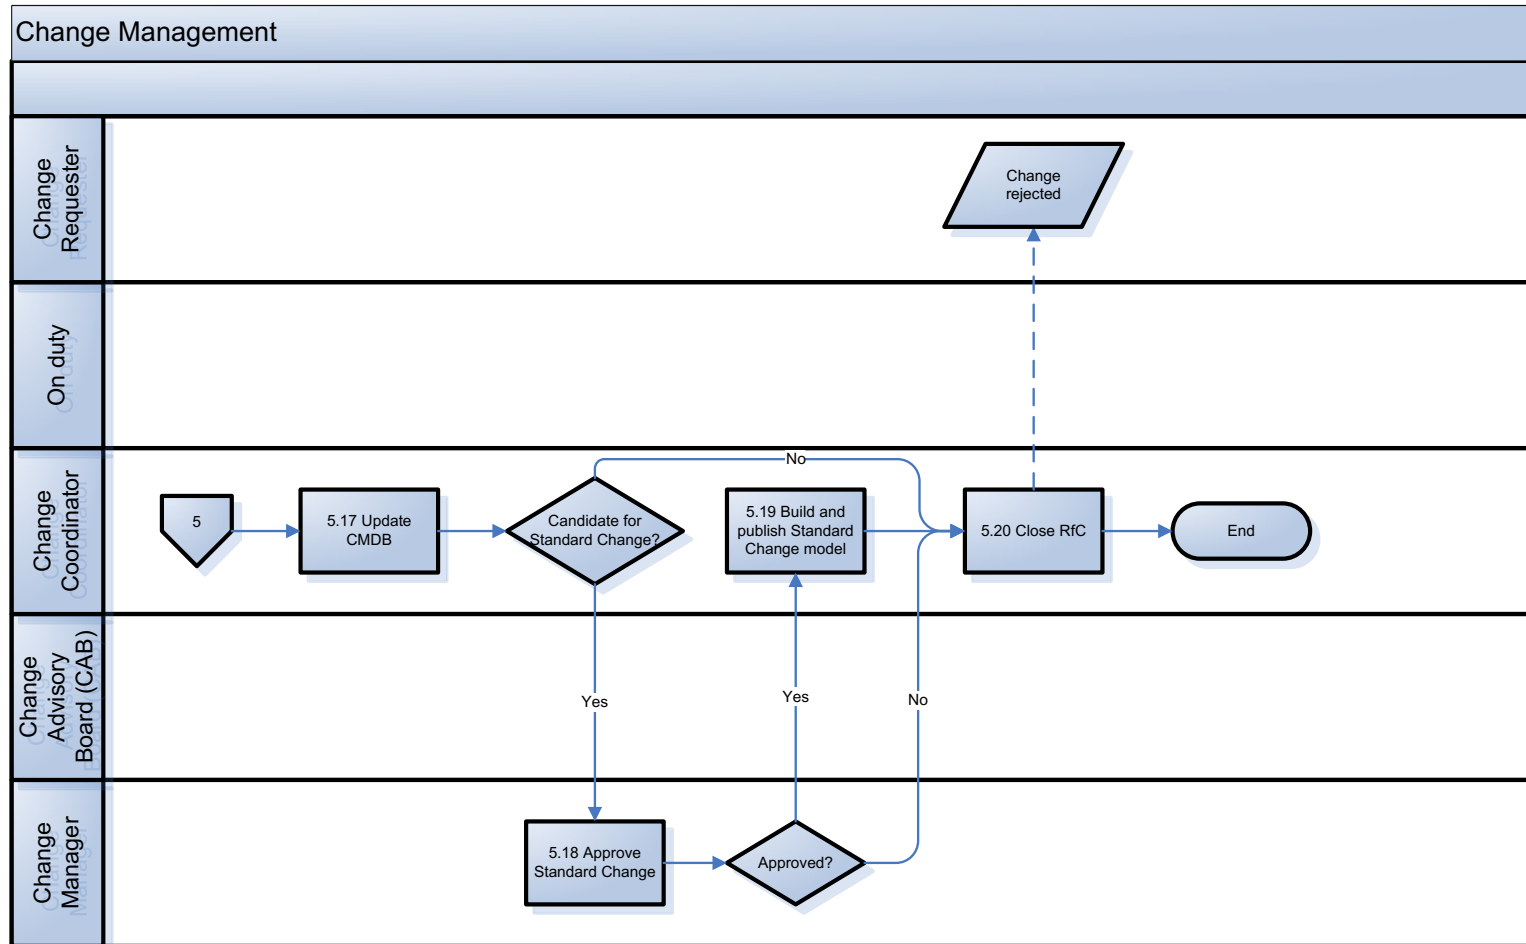 Change Management
Change
Requester
Change
rejected
On duty
Change
Coordinator
5
5.17 Update
CMDB
Candidate for
Standard Change?
No
5.19 Build and
publish Standard
Change model
5.20 Close RfC
End
Change
Advisory
Board (CAB)
Yes
Yes
No
Change
Manager
5.18 Approve
Standard Change
Approved?